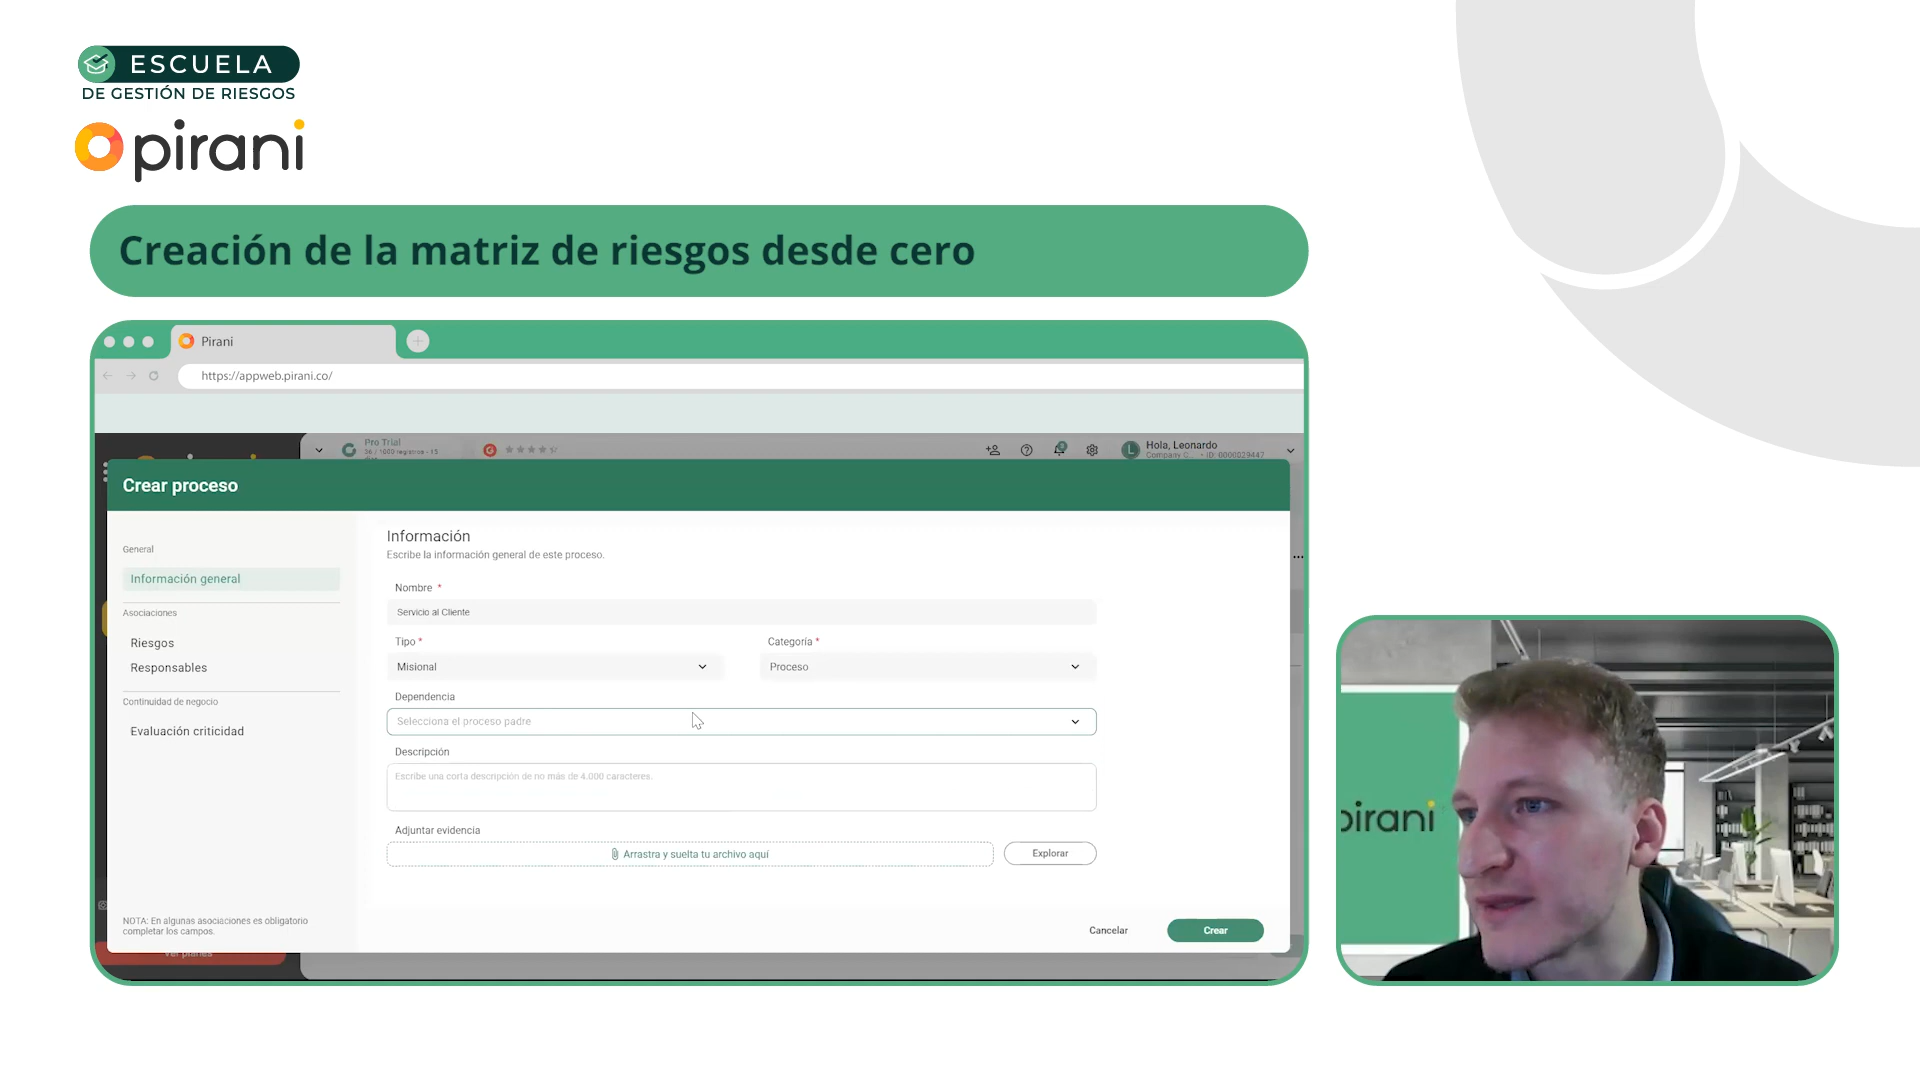 ESCUELA
DE GESTIÓN DE RIESGOS
pirani
Creación de la matriz de riesgos desde cero
Pirani
https://appweb.pirani.co/
Pro Trial
Hola, Leonardo
Crear proceso
General
Información general
Asociaciones
Riesgos
Responsables
Continuidad de negocio
Evaluación criticidad
NOTA: En algunas asociaciones es obligatorio
completar los campos.
Información
Escribe la información general de este proceso.
Nombre *
Servicio al Cliente
Tipo * Categoría *
Misional Proceso
Dependencia
Selecciona el proceso padre
Descripción
Escribe una corta descripción de no más de 4.000 caracteres.
Adjuntar evidencia
Arrastra y suelta tu archivo aquí Explorar
Cancelar Crear
Ver planes
pirani